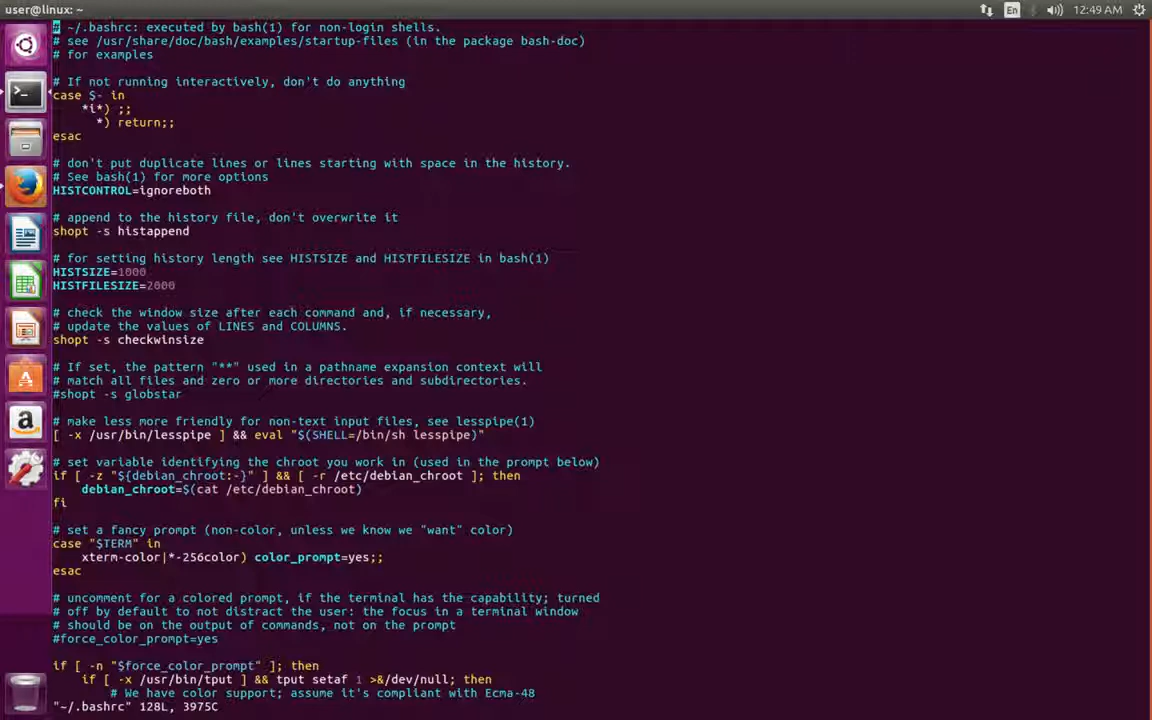 user@linux: ~
En
12:49 AM
# ~/.bashrc: executed by bash(1) for non-login shells.
# see /usr/share/doc/bash/examples/startup-files (in the package bash-doc)
# for examples
# If not running interactively, don't do anything
case $- in
    *i*) ;;
      *) return;;
esac
# don't put duplicate lines or lines starting with space in the history.
# See bash(1) for more options
HISTCONTROL=ignoreboth
# append to the history file, don't overwrite it
shopt -s histappend
# for setting history length see HISTSIZE and HISTFILESIZE in bash(1)
HISTSIZE=1000
HISTFILESIZE=2000
# check the window size after each command and, if necessary,
# update the values of LINES and COLUMNS.
shopt -s checkwinsize
# If set, the pattern "**" used in a pathname expansion context will
# match all files and zero or more directories and subdirectories.
#shopt -s globstar
# make less more friendly for non-text input files, see lesspipe(1)
[ -x /usr/bin/lesspipe ] && eval "$(SHELL=/bin/sh lesspipe)"
# set variable identifying the chroot you work in (used in the prompt below)
if [ -z "${debian_chroot:-}" ] && [ -r /etc/debian_chroot ]; then
    debian_chroot=$(cat /etc/debian_chroot)
fi
# set a fancy prompt (non-color, unless we know we "want" color)
case "$TERM" in
    xterm-color|*-256color) color_prompt=yes;;
esac
# uncomment for a colored prompt, if the terminal has the capability; turned
# off by default to not distract the user: the focus in a terminal window
# should be on the output of commands, not on the prompt
#force_color_prompt=yes
if [ -n "$force_color_prompt" ]; then
    if [ -x /usr/bin/tput ] && tput setaf 1 >&/dev/null; then
        # We have color support; assume it's compliant with Ecma-48
"~/.bashrc" 128L, 3975C